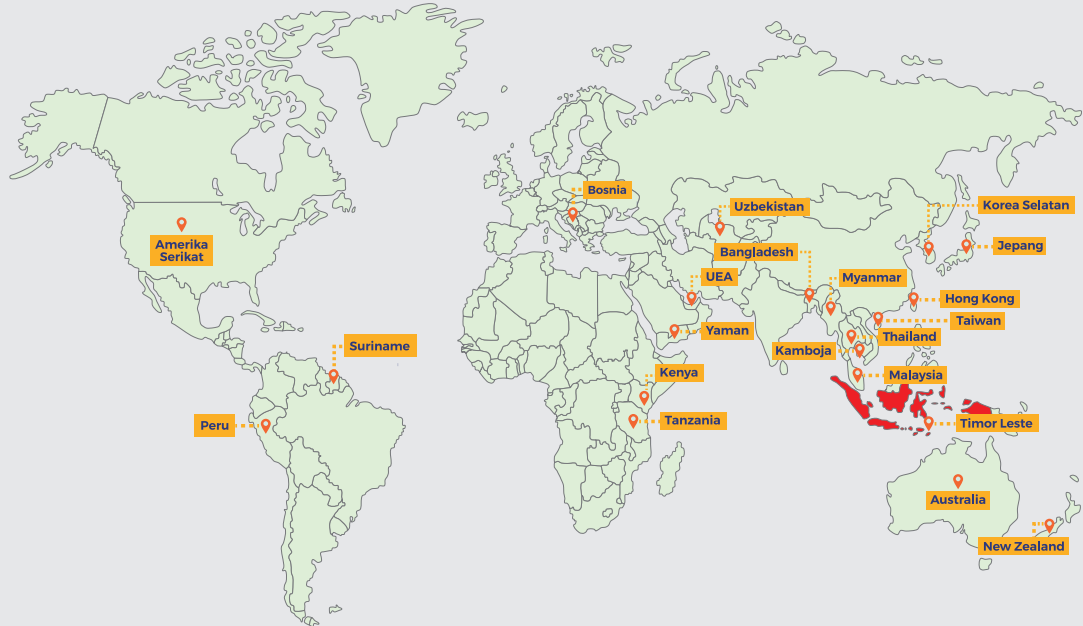 Bosnia
Uzbekistan
Korea Selatan
Amerika
Serikat
Bangladesh
Jepang
UEA
Myanmar
Hong Kong
Yaman
Taiwan
Thailand
Suriname
Kamboja
Kenya
Malaysia
Peru
Tanzania
Timor Leste
Australia
New Zealand